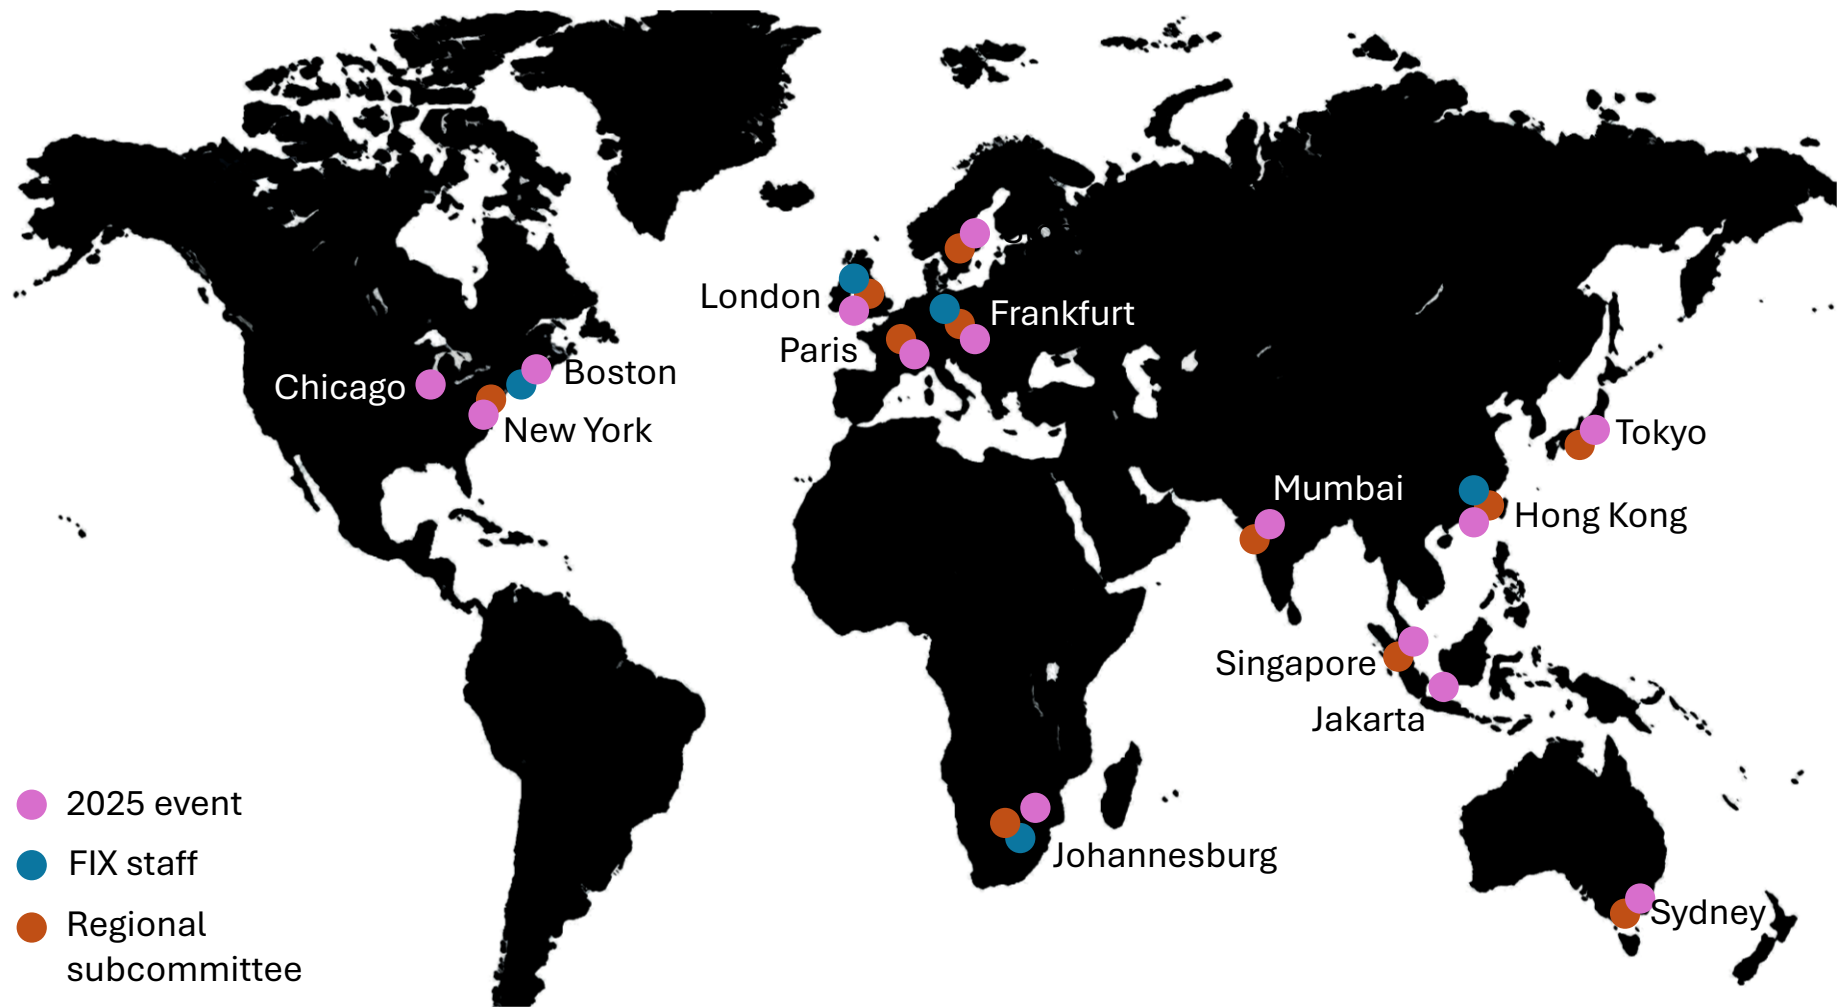 London
Frankfurt
Paris
Chicago
Boston
New York
Tokyo
Mumbai
Hong Kong
Singapore
Jakarta
2025 event
FIX staff
Johannesburg
Regional
subcommittee
Sydney